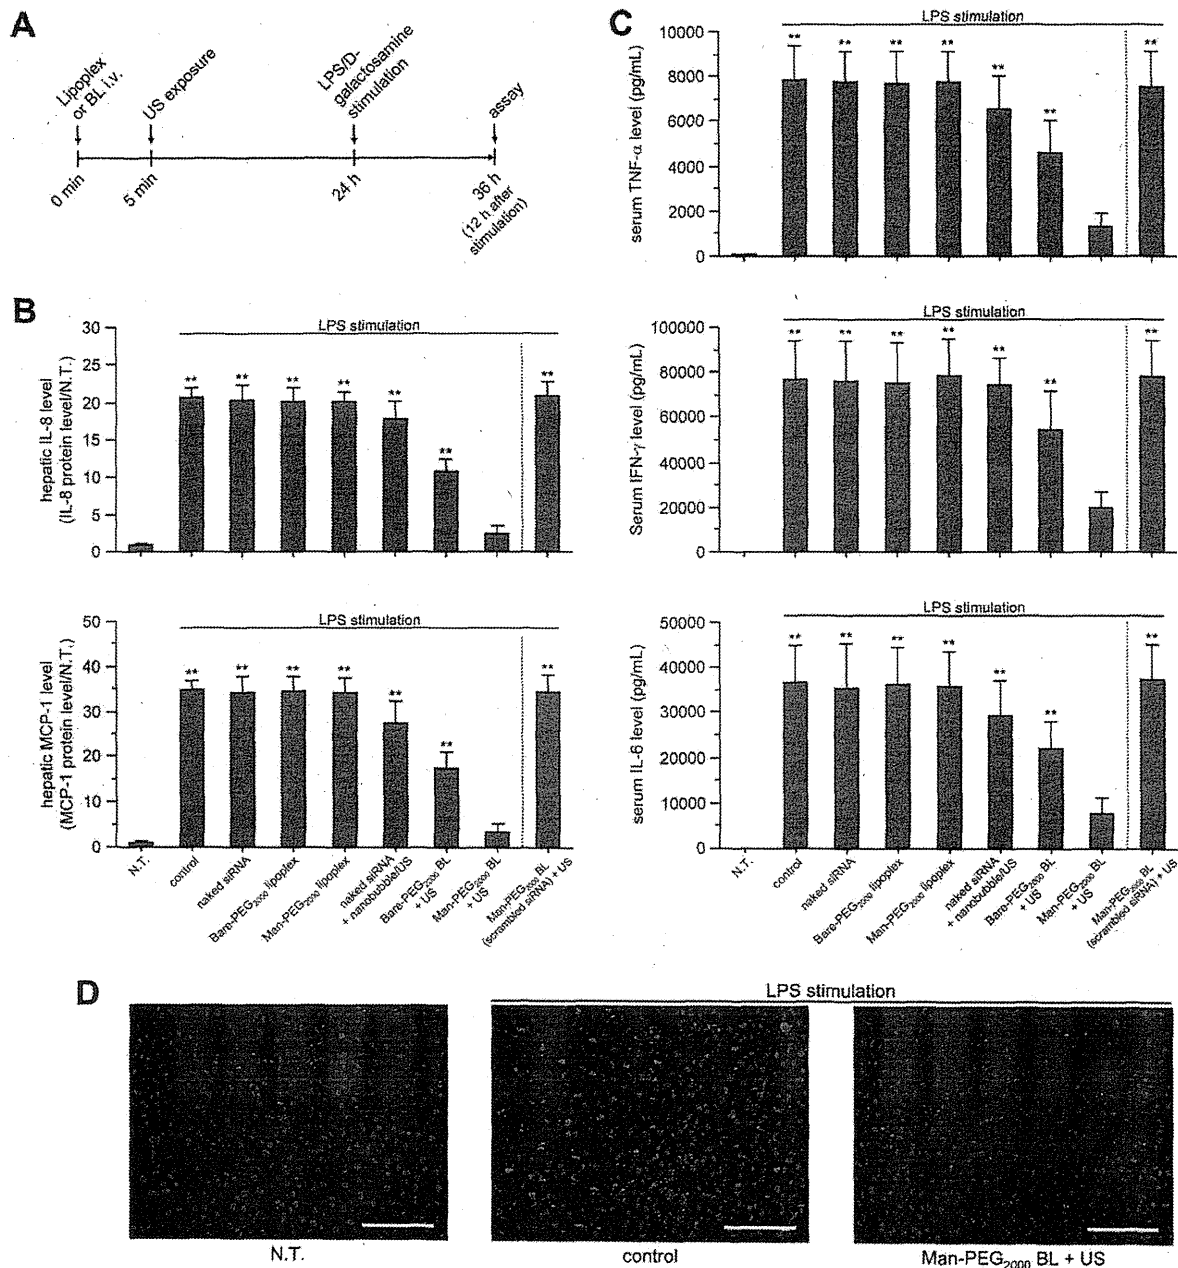 A
Lipoplex
or BL i.v.
US exposure
LPS/D-
galactosamine
stimulation
assay
0 min
5 min
24 h
36 h
(12 h after
stimulation)
B
LPS stimulation
hepatic IL-8 level
(IL-8 protein level/N.T.)
30
25
20
15
10
5
0
** ** ** ** ** ** **
LPS stimulation
hepatic MCP-1 level
(MCP-1 protein level/N.T.)
50
40
30
20
10
0
** ** ** ** ** ** **
N.T.
control
naked siRNA
Bare-PEG2000 lipoplex
Man-PEG2000 lipoplex
naked siRNA
+ nanobubble/US
Bare-PEG2000 BL
+ US
Man-PEG2000 BL
+ US
Man-PEG2000 BL
(scrambled siRNA) + US
C
LPS stimulation
serum TNF-α level (pg/mL)
10000
8000
6000
4000
2000
0
** ** ** ** ** ** **
LPS stimulation
Serum IFN-γ level (pg/mL)
100000
80000
60000
40000
20000
0
** ** ** ** ** ** **
LPS stimulation
serum IL-6 level (pg/mL)
50000
40000
30000
20000
10000
0
** ** ** ** ** ** **
N.T.
control
naked siRNA
Bare-PEG2000 lipoplex
Man-PEG2000 lipoplex
naked siRNA
+ nanobubble/US
Bare-PEG2000 BL
+ US
Man-PEG2000 BL
+ US
Man-PEG2000 BL
(scrambled siRNA) + US
D
LPS stimulation
N.T.
control
Man-PEG2000 BL + US